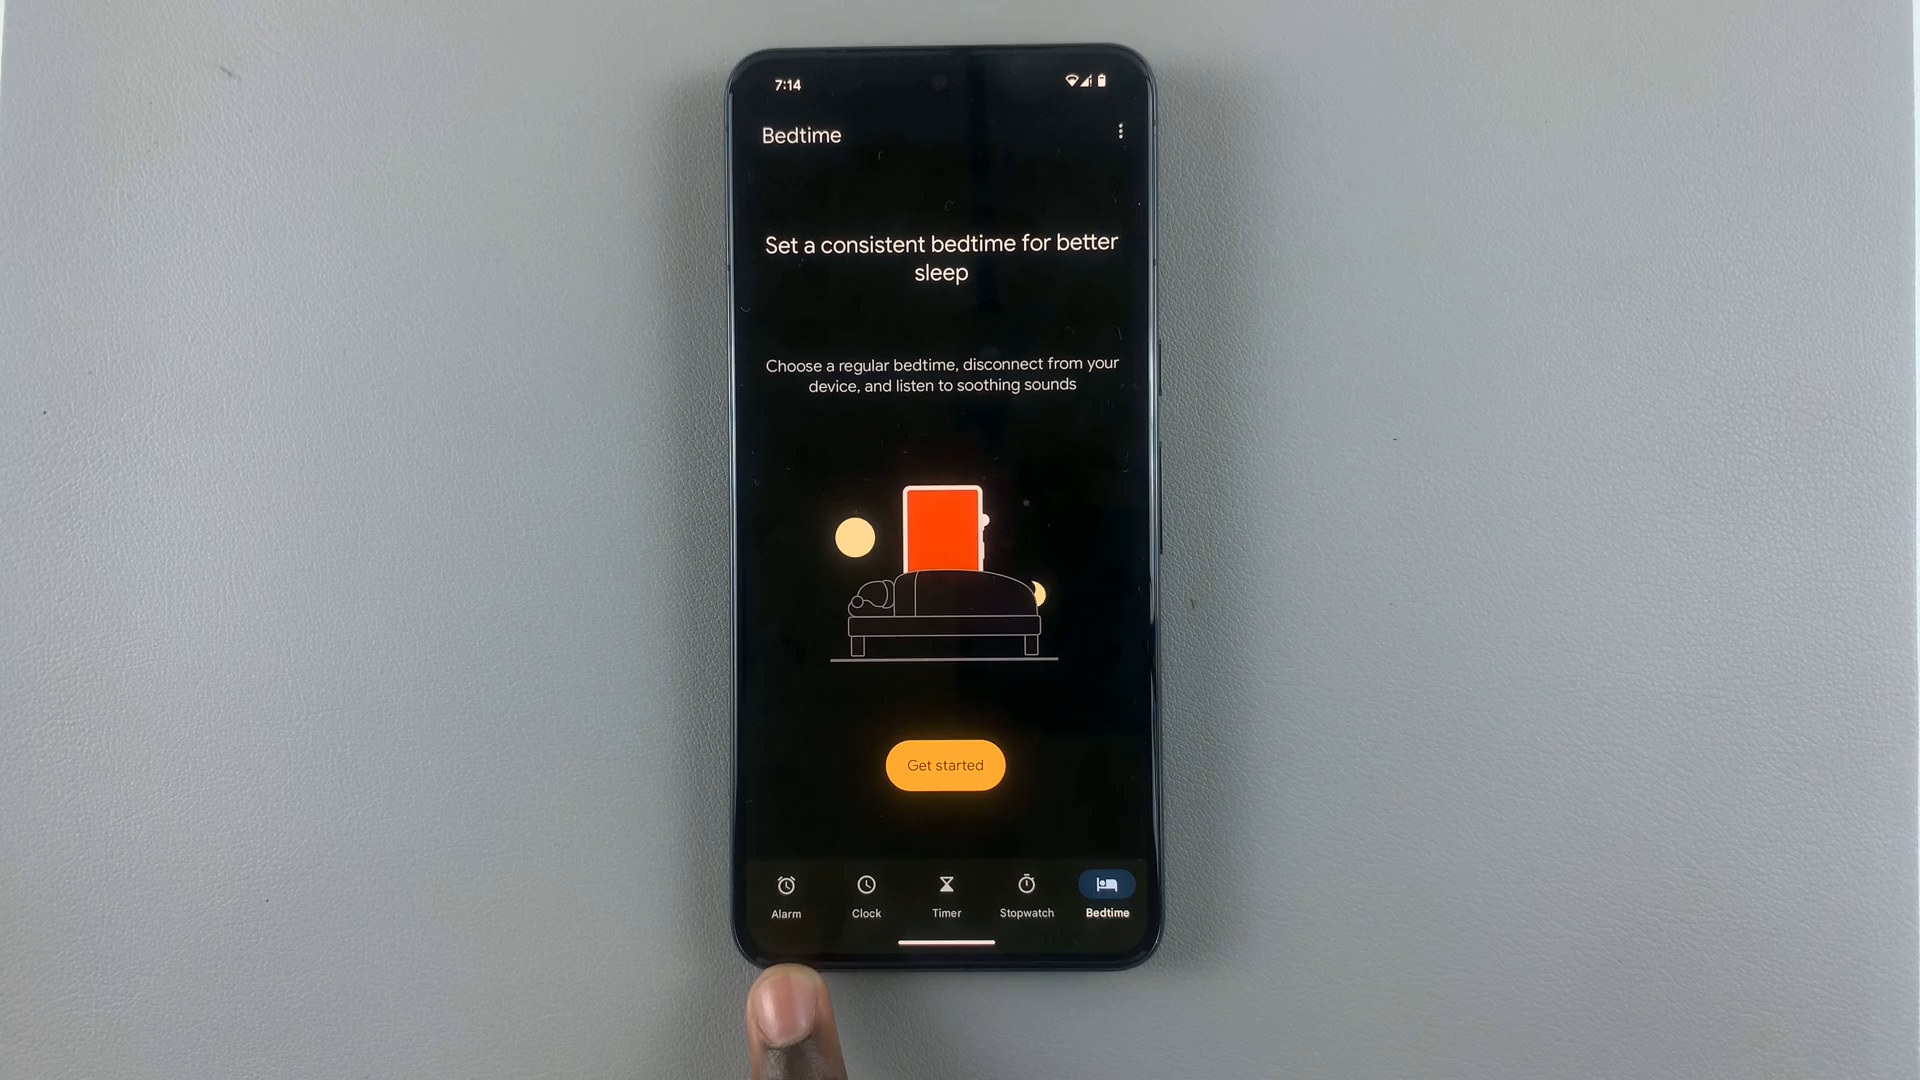 7:14
Bedtime
Set a consistent bedtime for better
sleep
Choose a regular bedtime, disconnect from your
device, and listen to soothing sounds
Get started
Alarm
Clock
Timer
Stopwatch
Bedtime